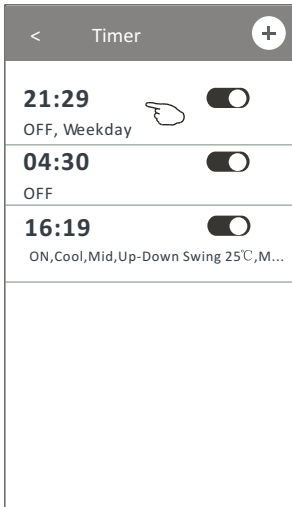 < Timer +
21:29
OFF, Weekday
04:30
OFF
16:19
ON,Cool,Mid,Up-Down Swing 25℃,M...